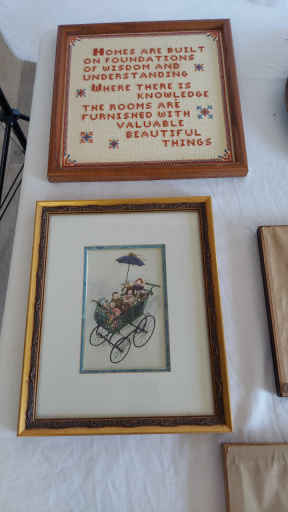 HOMES ARE BUILT
ON FOUNDATIONS
OF WISDOM AND
UNDERSTANDING
WHERE THERE IS
KNOWLEDGE
THE ROOMS ARE
FURNISHED WITH
VALUABLE
BEAUTIFUL
THINGS